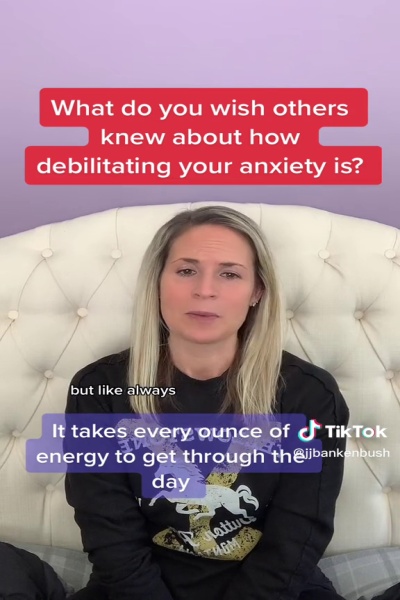 What do you wish others
knew about how
debilitating your anxiety is?
but like always
It takes every ounce of
energy to get through the
day
TikTok
@jjbankenbush